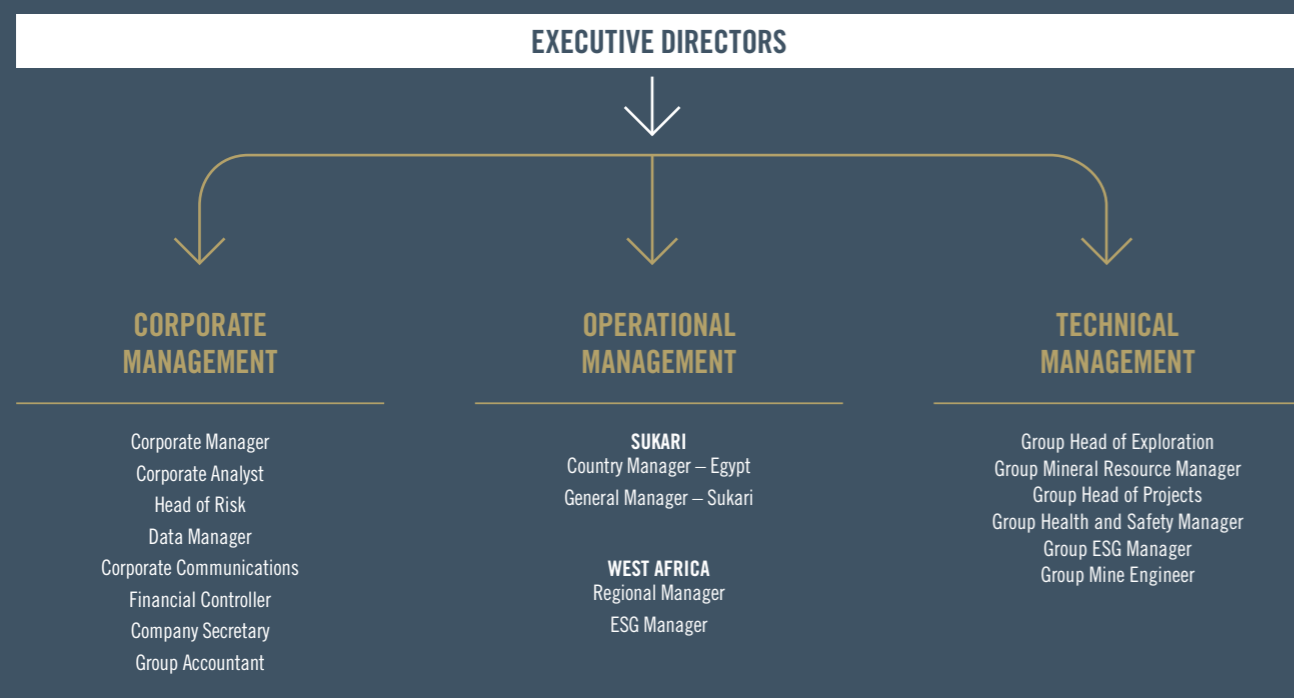 EXECUTIVE DIRECTORS
CORPORATE
MANAGEMENT
Corporate Manager
Corporate Analyst
Head of Risk
Data Manager
Corporate Communications
Financial Controller
Company Secretary
Group Accountant
OPERATIONAL
MANAGEMENT
SUKARI
Country Manager – Egypt
General Manager – Sukari
WEST AFRICA
Regional Manager
ESG Manager
TECHNICAL
MANAGEMENT
Group Head of Exploration
Group Mineral Resource Manager
Group Head of Projects
Group Health and Safety Manager
Group ESG Manager
Group Mine Engineer